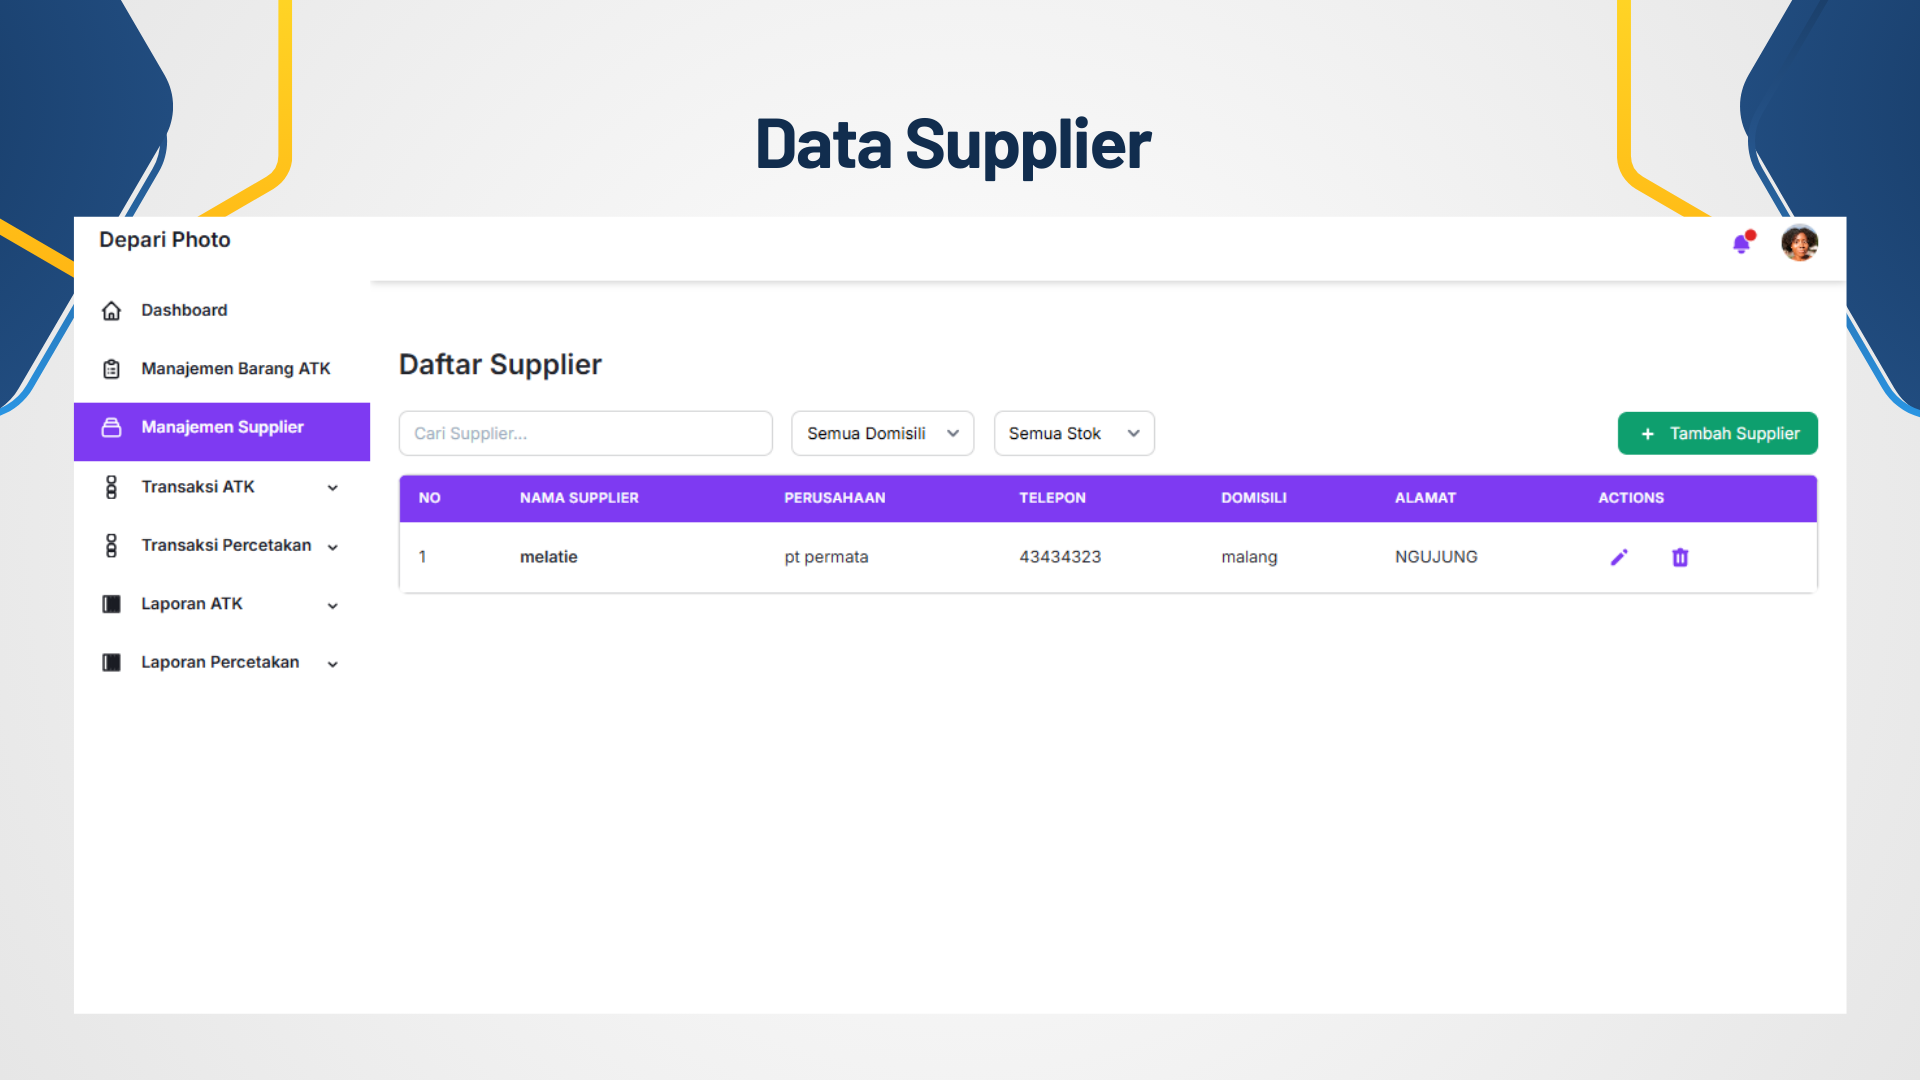 Data Supplier
Depari Photo
Dashboard
Manajemen Barang ATK
Manajemen Supplier
Transaksi ATK
Transaksi Percetakan
Laporan ATK
Laporan Percetakan
Daftar Supplier
Cari Supplier...
Semua Domisili
Semua Stok
+ Tambah Supplier
NO NAMA SUPPLIER PERUSAHAAN TELEPON DOMISILI ALAMAT ACTIONS
1 melatie pt permata 43434323 malang NGUJUNG